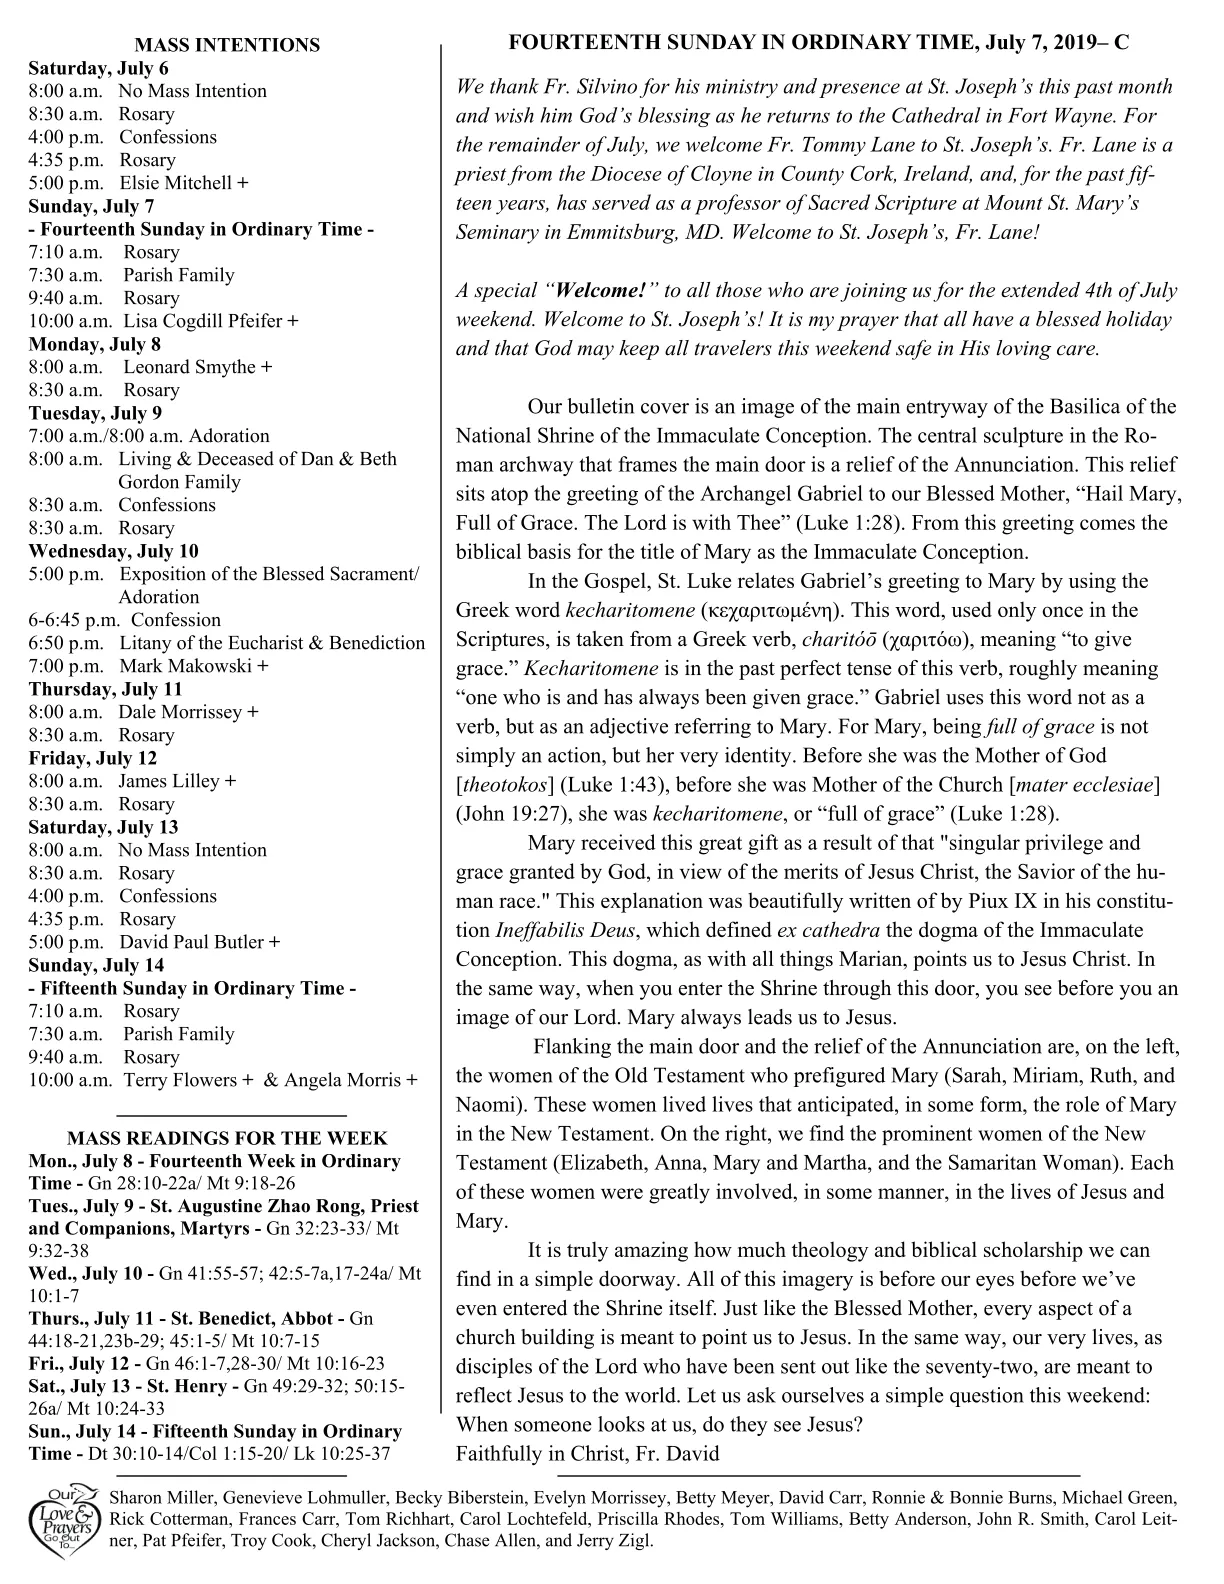 MASS INTENTIONS
Saturday, July 6
8:00 a.m. No Mass Intention
8:30 a.m. Rosary
4:00 p.m. Confessions
4:35 p.m. Rosary
5:00 p.m. Elsie Mitchell +
Sunday, July 7
- Fourteenth Sunday in Ordinary Time -
7:10 a.m. Rosary
7:30 a.m. Parish Family
9:40 a.m. Rosary
10:00 a.m. Lisa Cogdill Pfeifer +
Monday, July 8
8:00 a.m. Leonard Smythe +
8:30 a.m. Rosary
Tuesday, July 9
7:00 a.m./8:00 a.m. Adoration
8:00 a.m. Living & Deceased of Dan & Beth
Gordon Family
8:30 a.m. Confessions
8:30 a.m. Rosary
Wednesday, July 10
5:00 p.m. Exposition of the Blessed Sacrament/
Adoration
6-6:45 p.m. Confession
6:50 p.m. Litany of the Eucharist & Benediction
7:00 p.m. Mark Makowski +
Thursday, July 11
8:00 a.m. Dale Morrissey +
8:30 a.m. Rosary
Friday, July 12
8:00 a.m. James Lilley +
8:30 a.m. Rosary
Saturday, July 13
8:00 a.m. No Mass Intention
8:30 a.m. Rosary
4:00 p.m. Confessions
4:35 p.m. Rosary
5:00 p.m. David Paul Butler +
Sunday, July 14
- Fifteenth Sunday in Ordinary Time -
7:10 a.m. Rosary
7:30 a.m. Parish Family
9:40 a.m. Rosary
10:00 a.m. Terry Flowers + & Angela Morris +
MASS READINGS FOR THE WEEK
Mon., July 8 - Fourteenth Week in Ordinary
Time - Gn 28:10-22a/ Mt 9:18-26
Tues., July 9 - St. Augustine Zhao Rong, Priest
and Companions, Martyrs - Gn 32:23-33/ Mt
9:32-38
Wed., July 10 - Gn 41:55-57; 42:5-7a,17-24a/ Mt
10:1-7
Thurs., July 11 - St. Benedict, Abbot - Gn
44:18-21,23b-29; 45:1-5/ Mt 10:7-15
Fri., July 12 - Gn 46:1-7,28-30/ Mt 10:16-23
Sat., July 13 - St. Henry - Gn 49:29-32; 50:15-
26a/ Mt 10:24-33
Sun., July 14 - Fifteenth Sunday in Ordinary
Time - Dt 30:10-14/Col 1:15-20/ Lk 10:25-37
FOURTEENTH SUNDAY IN ORDINARY TIME, July 7, 2019– C
We thank Fr. Silvino for his ministry and presence at St. Joseph’s this past month
and wish him God’s blessing as he returns to the Cathedral in Fort Wayne. For
the remainder of July, we welcome Fr. Tommy Lane to St. Joseph’s. Fr. Lane is a
priest from the Diocese of Cloyne in County Cork, Ireland, and, for the past fif-
teen years, has served as a professor of Sacred Scripture at Mount St. Mary’s
Seminary in Emmitsburg, MD. Welcome to St. Joseph’s, Fr. Lane!
A special “Welcome!” to all those who are joining us for the extended 4th of July
weekend. Welcome to St. Joseph’s! It is my prayer that all have a blessed holiday
and that God may keep all travelers this weekend safe in His loving care.
Our bulletin cover is an image of the main entryway of the Basilica of the
National Shrine of the Immaculate Conception. The central sculpture in the Ro-
man archway that frames the main door is a relief of the Annunciation. This relief
sits atop the greeting of the Archangel Gabriel to our Blessed Mother, “Hail Mary,
Full of Grace. The Lord is with Thee” (Luke 1:28). From this greeting comes the
biblical basis for the title of Mary as the Immaculate Conception.
In the Gospel, St. Luke relates Gabriel’s greeting to Mary by using the
Greek word kecharitomene (κεχαριτωμένη). This word, used only once in the
Scriptures, is taken from a Greek verb, charitóō (χαριτόω), meaning “to give
grace.” Kecharitomene is in the past perfect tense of this verb, roughly meaning
“one who is and has always been given grace.” Gabriel uses this word not as a
verb, but as an adjective referring to Mary. For Mary, being full of grace is not
simply an action, but her very identity. Before she was the Mother of God
[theotokos] (Luke 1:43), before she was Mother of the Church [mater ecclesiae]
(John 19:27), she was kecharitomene, or “full of grace” (Luke 1:28).
Mary received this great gift as a result of that "singular privilege and
grace granted by God, in view of the merits of Jesus Christ, the Savior of the hu-
man race." This explanation was beautifully written of by Piux IX in his constitu-
tion Ineffabilis Deus, which defined ex cathedra the dogma of the Immaculate
Conception. This dogma, as with all things Marian, points us to Jesus Christ. In
the same way, when you enter the Shrine through this door, you see before you an
image of our Lord. Mary always leads us to Jesus.
Flanking the main door and the relief of the Annunciation are, on the left,
the women of the Old Testament who prefigured Mary (Sarah, Miriam, Ruth, and
Naomi). These women lived lives that anticipated, in some form, the role of Mary
in the New Testament. On the right, we find the prominent women of the New
Testament (Elizabeth, Anna, Mary and Martha, and the Samaritan Woman). Each
of these women were greatly involved, in some manner, in the lives of Jesus and
Mary.
It is truly amazing how much theology and biblical scholarship we can
find in a simple doorway. All of this imagery is before our eyes before we’ve
even entered the Shrine itself. Just like the Blessed Mother, every aspect of a
church building is meant to point us to Jesus. In the same way, our very lives, as
disciples of the Lord who have been sent out like the seventy-two, are meant to
reflect Jesus to the world. Let us ask ourselves a simple question this weekend:
When someone looks at us, do they see Jesus?
Faithfully in Christ, Fr. David
Our
Love &
Prayers
Go Out
To...
Sharon Miller, Genevieve Lohmuller, Becky Biberstein, Evelyn Morrissey, Betty Meyer, David Carr, Ronnie & Bonnie Burns, Michael Green,
Rick Cotterman, Frances Carr, Tom Richhart, Carol Lochtefeld, Priscilla Rhodes, Tom Williams, Betty Anderson, John R. Smith, Carol Leit-
ner, Pat Pfeifer, Troy Cook, Cheryl Jackson, Chase Allen, and Jerry Zigl.